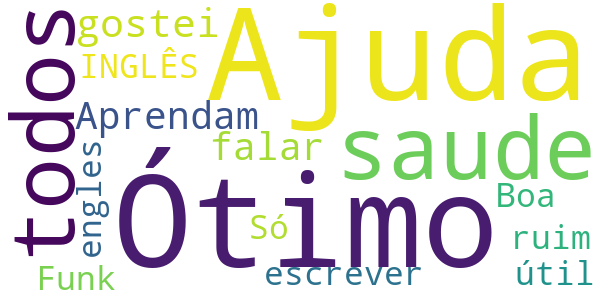 todos
gostei
INGLÊS
Ajuda
Aprendam
falar
saude
engles
Ótimo
Só
Boa
ruim
Funk
escrever
útil